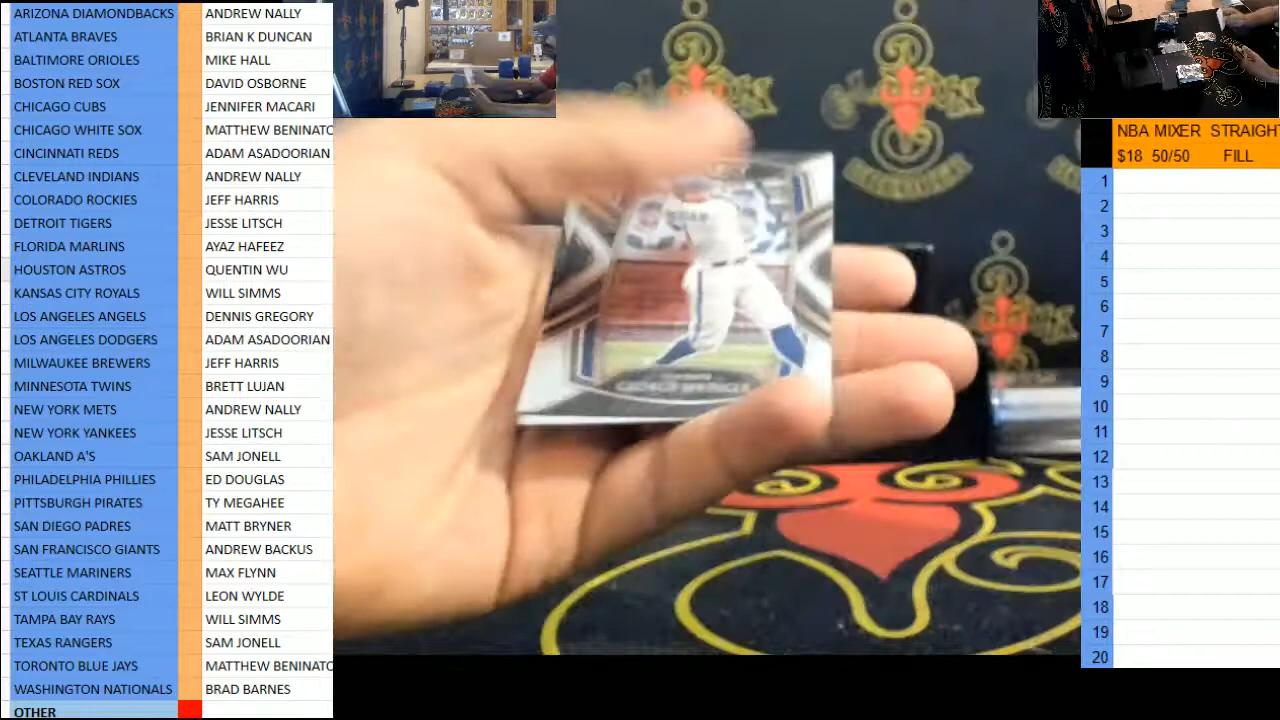 ARIZONA DIAMONDBACKS ANDREW NALLY
ATLANTA BRAVES BRIAN K DUNCAN
BALTIMORE ORIOLES MIKE HALL
BOSTON RED SOX DAVID OSBORNE
CHICAGO CUBS JENNIFER MACARI
CHICAGO WHITE SOX MATTHEW BENINATO
CINCINNATI REDS ADAM ASADOORIAN
CLEVELAND INDIANS ANDREW NALLY
COLORADO ROCKIES JEFF HARRIS
DETROIT TIGERS JESSE LITSCH
FLORIDA MARLINS AYAZ HAFEEZ
HOUSTON ASTROS QUENTIN WU
KANSAS CITY ROYALS WILL SIMMS
LOS ANGELES ANGELS DENNIS GREGORY
LOS ANGELES DODGERS ADAM ASADOORIAN
MILWAUKEE BREWERS JEFF HARRIS
MINNESOTA TWINS BRETT LUJAN
NEW YORK METS ANDREW NALLY
NEW YORK YANKEES JESSE LITSCH
OAKLAND A'S SAM JONELL
PHILADELPHIA PHILLIES ED DOUGLAS
PITTSBURGH PIRATES TY MEGAHEE
SAN DIEGO PADRES MATT BRYNER
SAN FRANCISCO GIANTS ANDREW BACKUS
SEATTLE MARINERS MAX FLYNN
ST LOUIS CARDINALS LEON WYLDE
TAMPA BAY RAYS WILL SIMMS
TEXAS RANGERS SAM JONELL
TORONTO BLUE JAYS MATTHEW BENINATO
WASHINGTON NATIONALS BRAD BARNES
OTHER
GEORGE SPRINGER
NBA MIXER STRAIGHT
$18 50/50 FILL
1
2
3
4
5
6
7
8
9
10
11
12
13
14
15
16
17
18
19
20